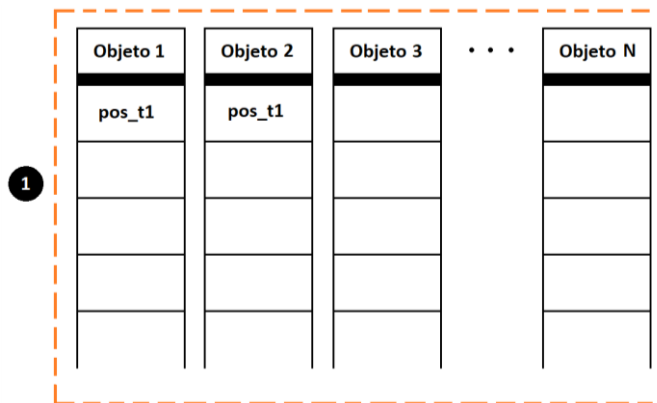 Objeto 1 Objeto 2 Objeto 3 . . . Objeto N
pos_t1 pos_t1
1